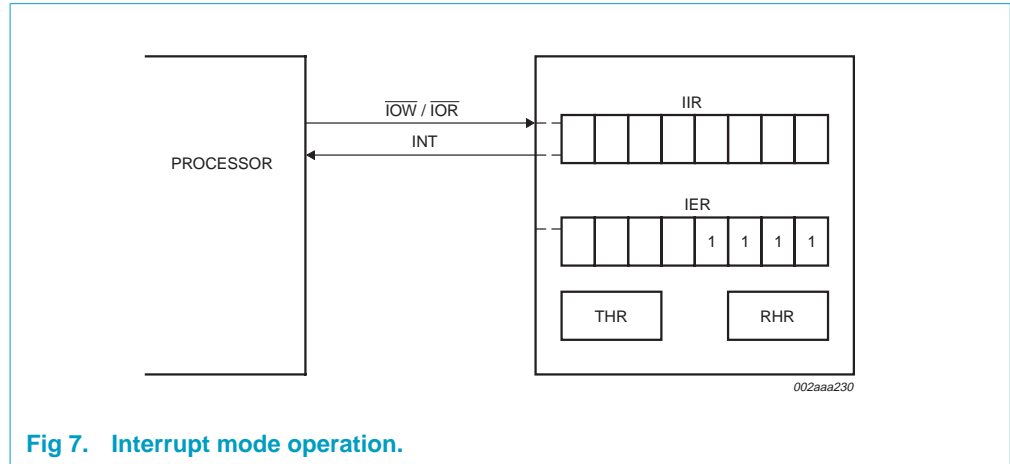 IOW / IOR
IIR
INT
PROCESSOR
IER
1 1 1 1
THR RHR
002aaa230
Fig 7. Interrupt mode operation.